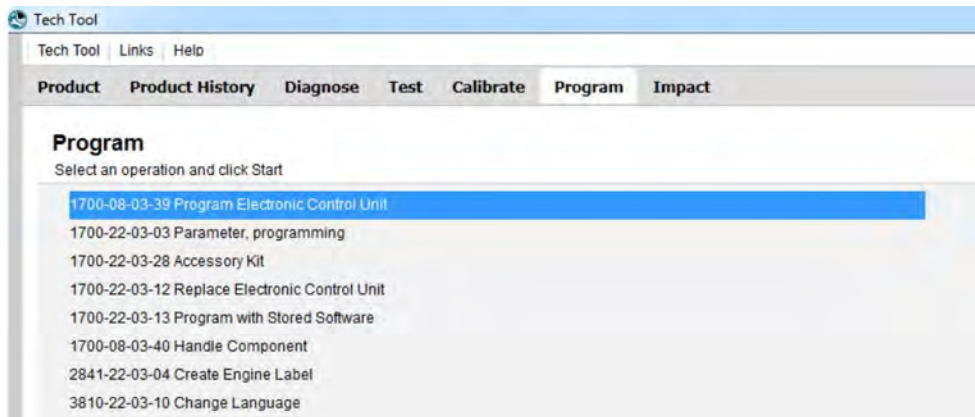 Tech Tool
Tech Tool Links Help
Product Product History Diagnose Test Calibrate Program Impact
Program
Select an operation and click Start
1700-08-03-39 Program Electronic Control Unit
1700-22-03-03 Parameter, programming
1700-22-03-28 Accessory Kit
1700-22-03-12 Replace Electronic Control Unit
1700-22-03-13 Program with Stored Software
1700-08-03-40 Handle Component
2841-22-03-04 Create Engine Label
3810-22-03-10 Change Language